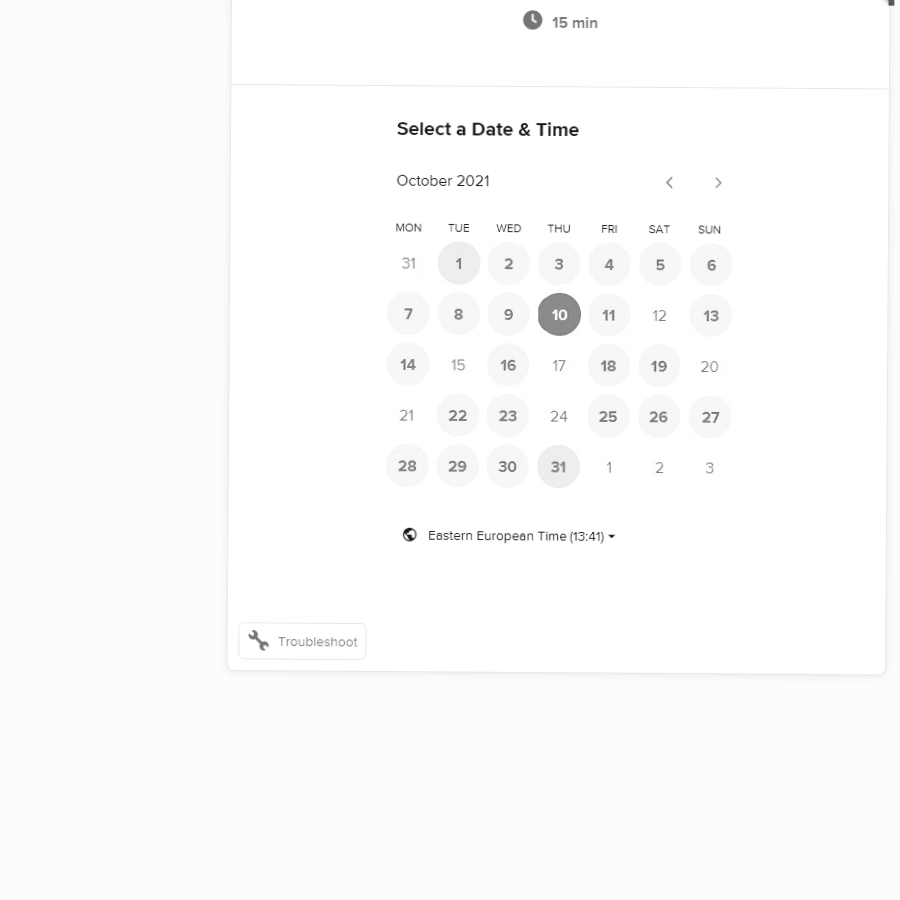 15 min
Select a Date & Time
October 2021
MON TUE WED THU FRI SAT SUN
31 1 2 3 4 5 6
7 8 9 10 11 12 13
14 15 16 17 18 19 20
21 22 23 24 25 26 27
28 29 30 31 1 2 3
Eastern European Time (13:41)
Troubleshoot